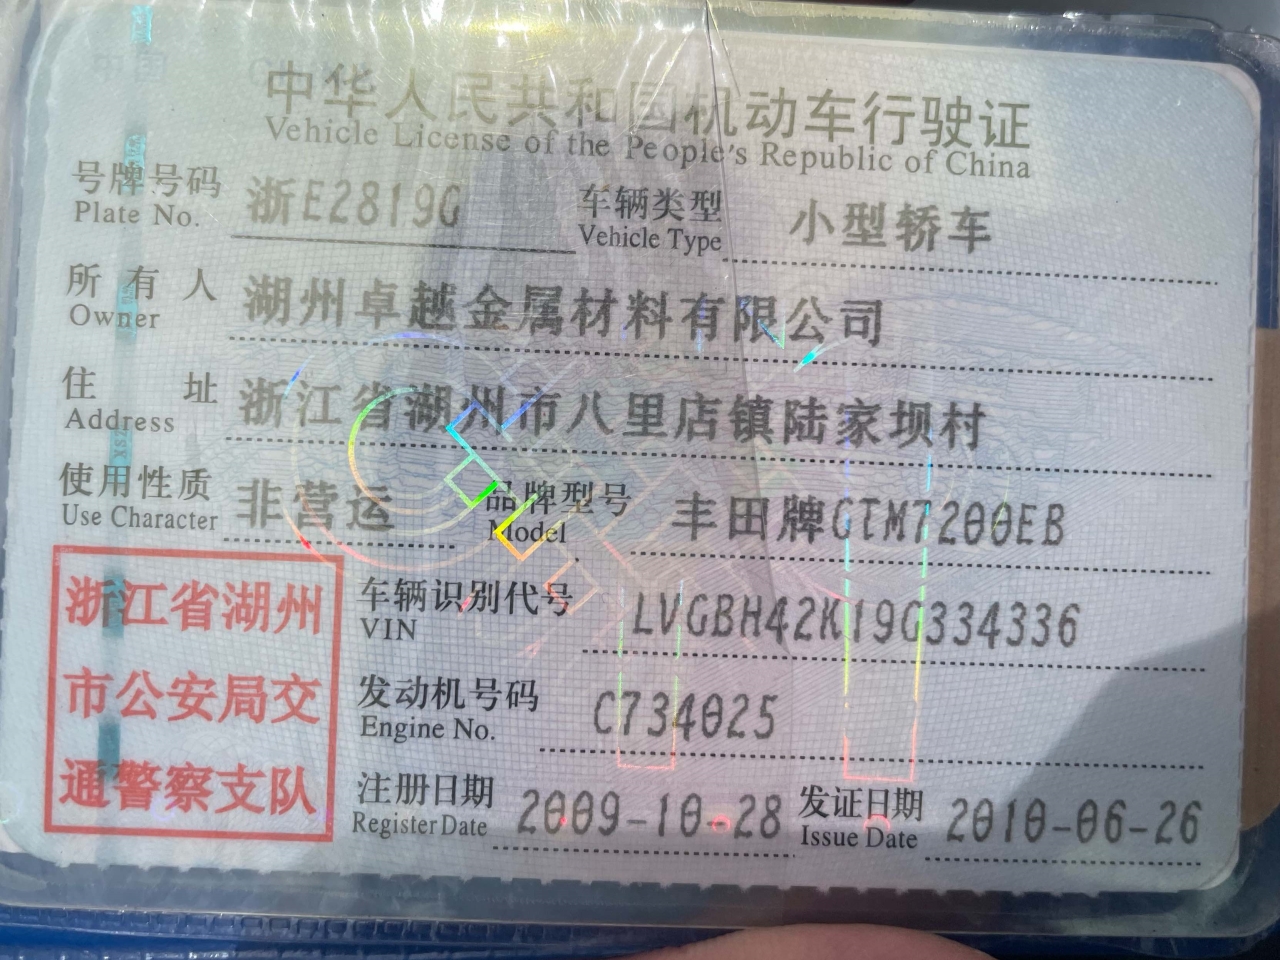 中华人民共和国机动车行驶证
Vehicle License of the People's Republic of China
号牌号码 浙E2819G 车辆类型 小型轿车
Plate No. Vehicle Type
所有人 湖州卓越金属材料有限公司
Owner
住址 浙江省湖州市八里店镇陆家坝村
Address
使用性质 非营运 品牌型号 丰田牌GTM7200EB
Use Character Model
浙江省湖州
市公安局交
通警察支队
车辆识别代号 LVGBH42K19G334336
VIN
发动机号码 C734025
Engine No.
注册日期 2009-10-28 发证日期 2010-06-26
Register Date Issue Date